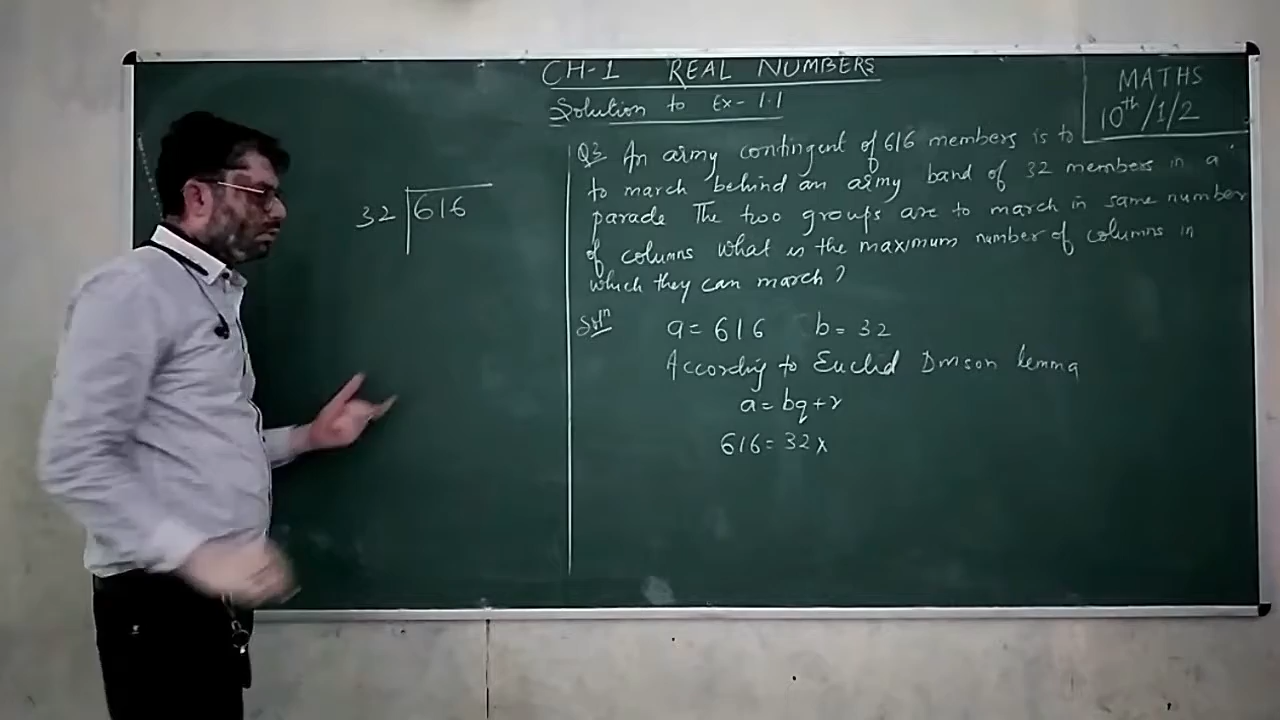 CH-1 REAL NUMBERS
Solution to Ex-1.1
MATHS
10th/1/2
Q3 An army contingent of 616 members is to
to march behind an army band of 32 members in a
parade The two groups are to march in same number
of columns what is the maximum number of columns in
which they can march?
Solⁿ a = 616 b = 32
According to Euclid Divison lemma
a = bq + r
616 = 32 x
32 616